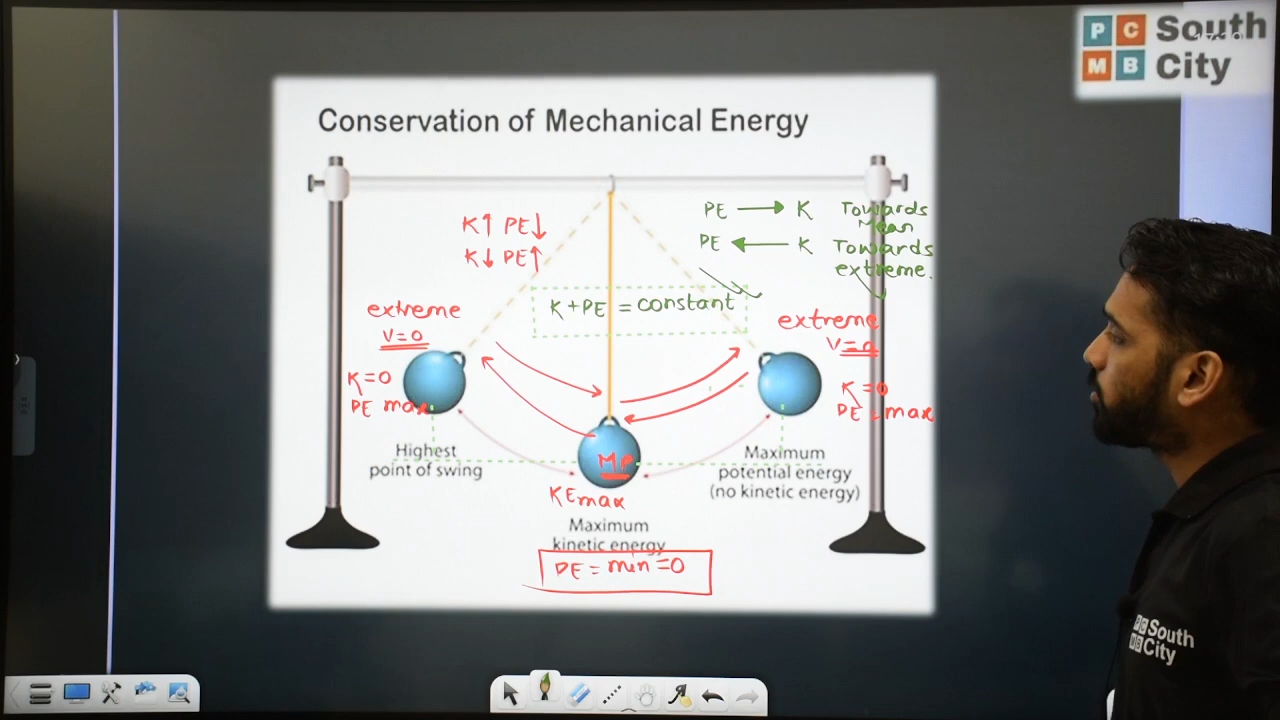 P C
M B
South
City
Conservation of Mechanical Energy
K↑ PE↓
K↓ PE↑
PE → K Towards
Mean
PE ← K Towards
extreme.
K+PE = constant
extreme
V=0
K=0
PE max
extreme
V=0
K=0
PE = max
Highest
point of swing
MP
KEmax
Maximum
kinetic energy
PE = min =0
Maximum
potential energy
(no kinetic energy)
PC South
MB City